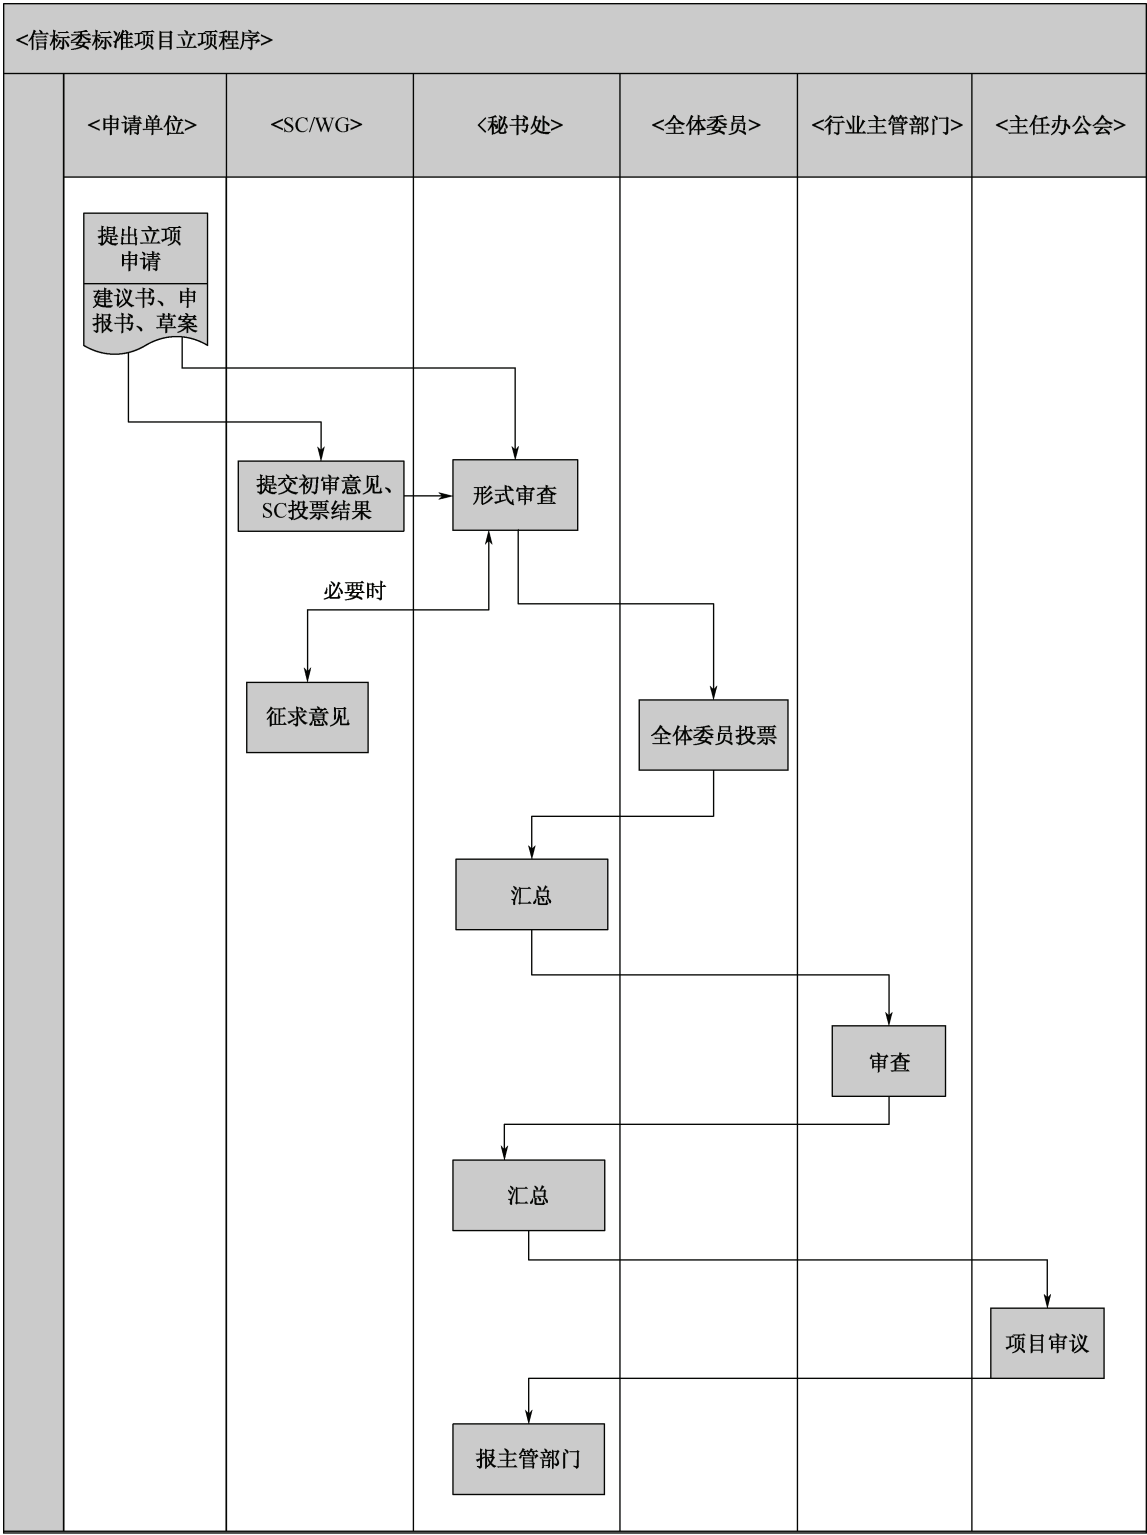 <信标委标准项目立项程序>
<申请单位>
<SC/WG>
<秘书处>
<全体委员>
<行业主管部门>
<主任办公会>
提出立项
申请
建议书、申
报书、草案
提交初审意见、
SC投票结果
形式审查
必要时
征求意见
全体委员投票
汇总
审查
汇总
项目审议
报主管部门